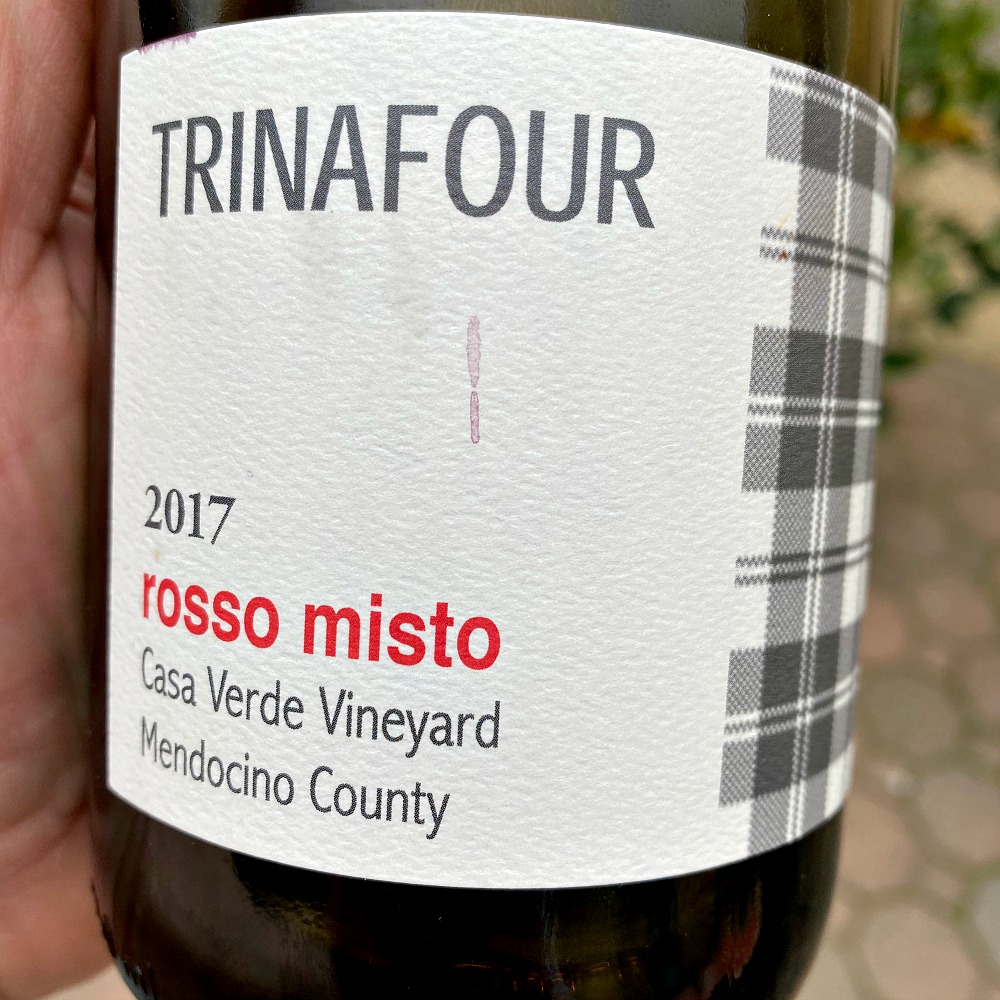 TRINAFOUR
2017
rosso misto
Casa Verde Vineyard
Mendocino County